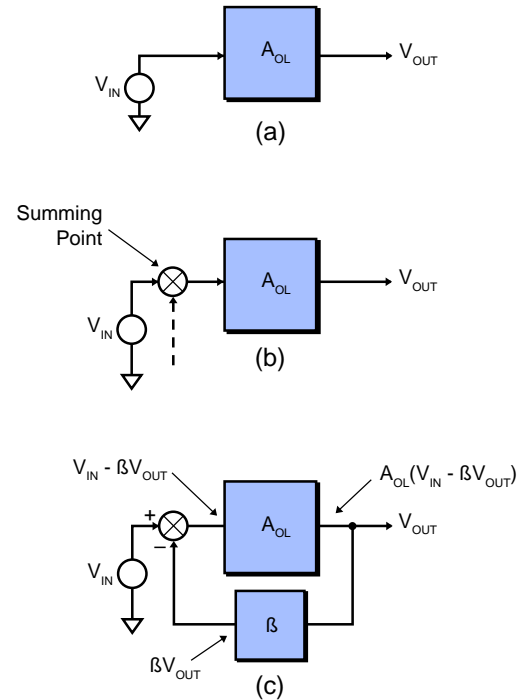 A_OL
V_OUT
V_IN
(a)
Summing
Point
A_OL
V_OUT
V_IN
(b)
V_IN - ßV_OUT
A_OL(V_IN - ßV_OUT)
+
A_OL
V_OUT
–
V_IN
ß
ßV_OUT
(c)